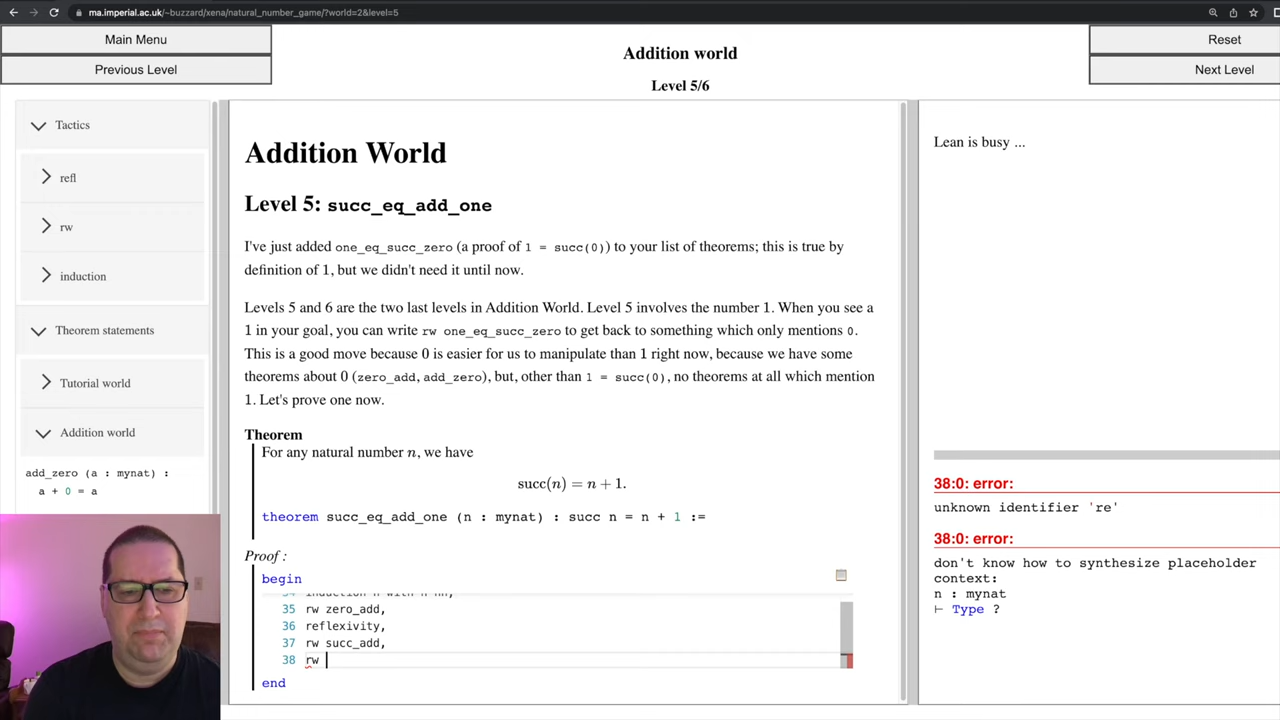 ma.imperial.ac.uk/~buzzard/xena/natural_number_game/?world=2&level=5
Main Menu
Previous Level
Addition world
Level 5/6
Reset
Next Level
Tactics
refl
rw
induction
Theorem statements
Tutorial world
Addition world
add_zero (a : mynat) :
a + 0 = a
Addition World
Level 5: succ_eq_add_one
I've just added one_eq_succ_zero (a proof of 1 = succ(0)) to your list of theorems; this is true by
definition of 1, but we didn't need it until now.
Levels 5 and 6 are the two last levels in Addition World. Level 5 involves the number 1. When you see a
1 in your goal, you can write rw one_eq_succ_zero to get back to something which only mentions 0.
This is a good move because 0 is easier for us to manipulate than 1 right now, because we have some
theorems about 0 (zero_add, add_zero), but, other than 1 = succ(0), no theorems at all which mention
1. Let's prove one now.
Theorem
For any natural number n, we have
succ(n) = n + 1.
theorem succ_eq_add_one (n : mynat) : succ n = n + 1 :=
Proof :
begin
35 rw zero_add,
36 reflexivity,
37 rw succ_add,
38 rw
end
Lean is busy ...
38:0: error:
unknown identifier 're'
38:0: error:
don't know how to synthesize placeholder
context:
n : mynat
⊢ Type ?